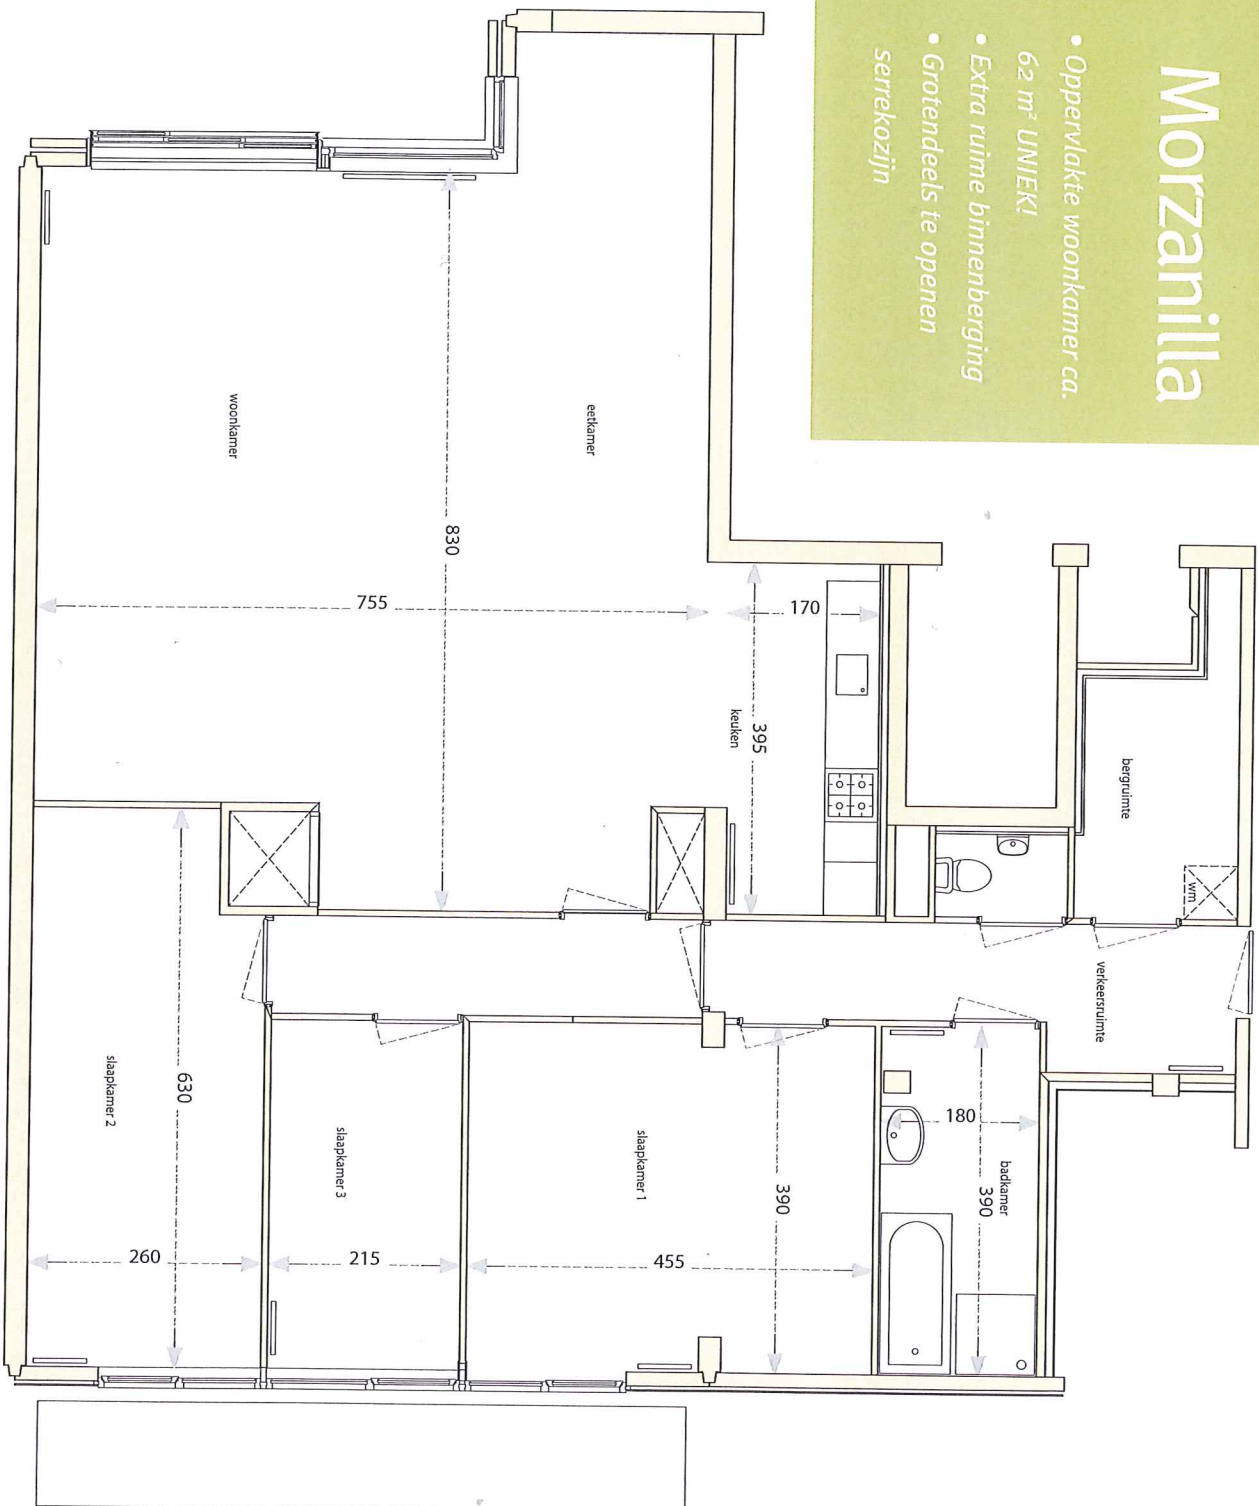 Morzanilla
• Oppervlakte woonkamer ca.
62 m² UNIEK!
• Extra ruime binnenberging
• Grotendeels te openen
serrekozijn
bergruimte
wm
verkeersruimte
170
395
keuken
180
390
badkamer
eetkamer
390
slaapkamer 1
455
830
755
woonkamer
slaapkamer 3
215
630
slaapkamer 2
260